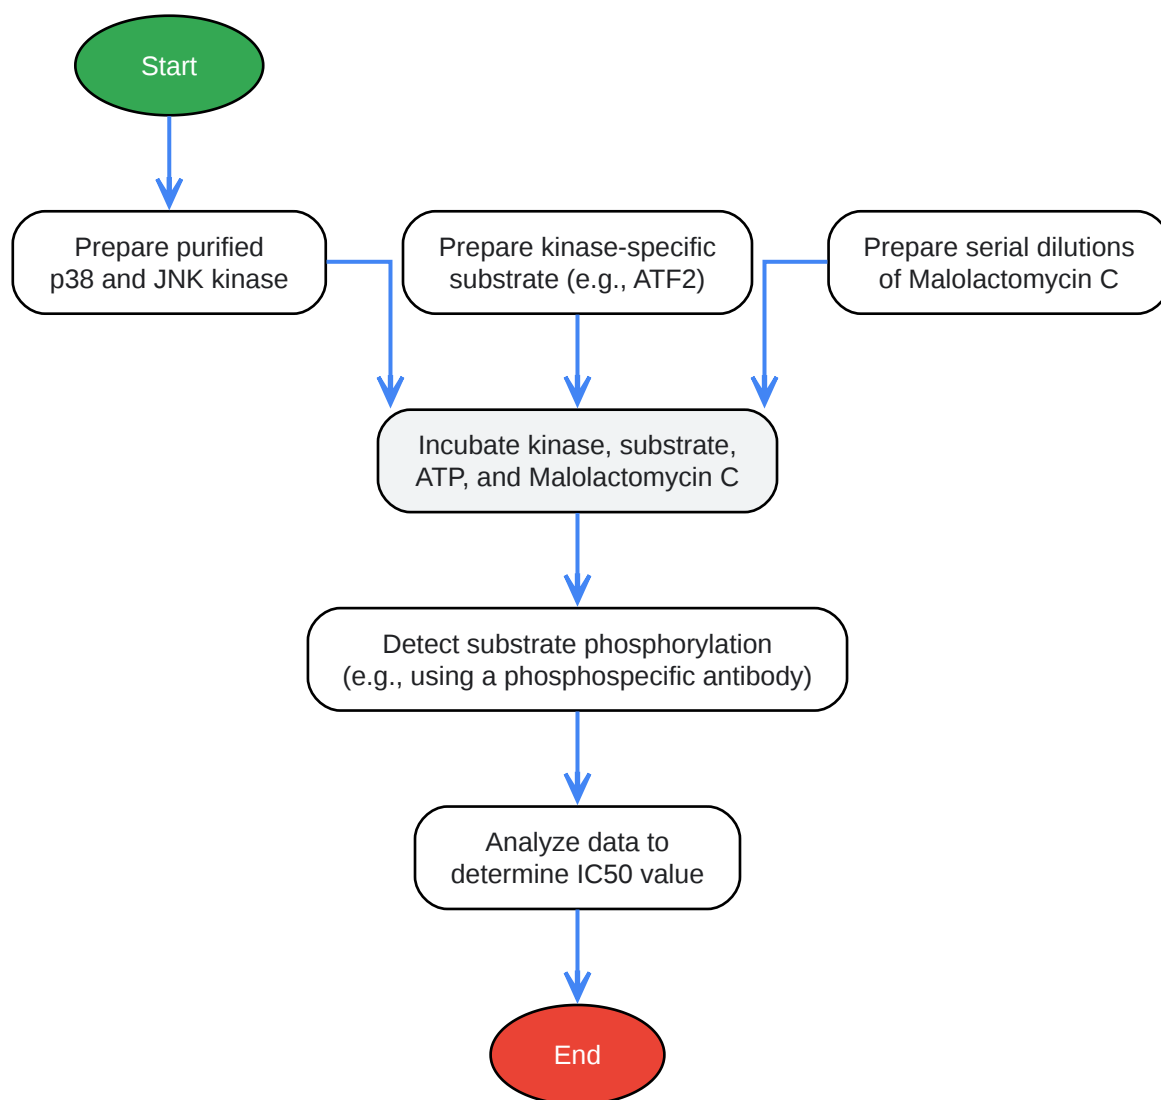 Start
Prepare purified
p38 and JNK kinase
Prepare kinase-specific
substrate (e.g., ATF2)
Prepare serial dilutions
of Malolactomycin C
Incubate kinase, substrate,
ATP, and Malolactomycin C
Detect substrate phosphorylation
(e.g., using a phosphospecific antibody)
Analyze data to
determine IC50 value
End